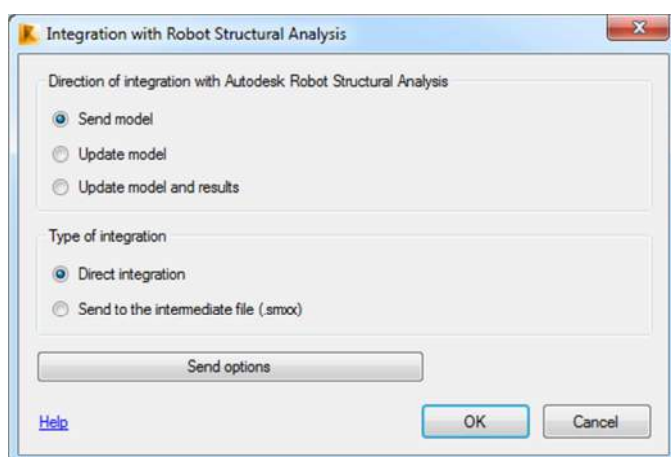 Integration with Robot Structural Analysis
Direction of integration with Autodesk Robot Structural Analysis
Send model
Update model
Update model and results
Type of integration
Direct integration
Send to the intermediate file (.smxx)
Send options
Help
OK
Cancel